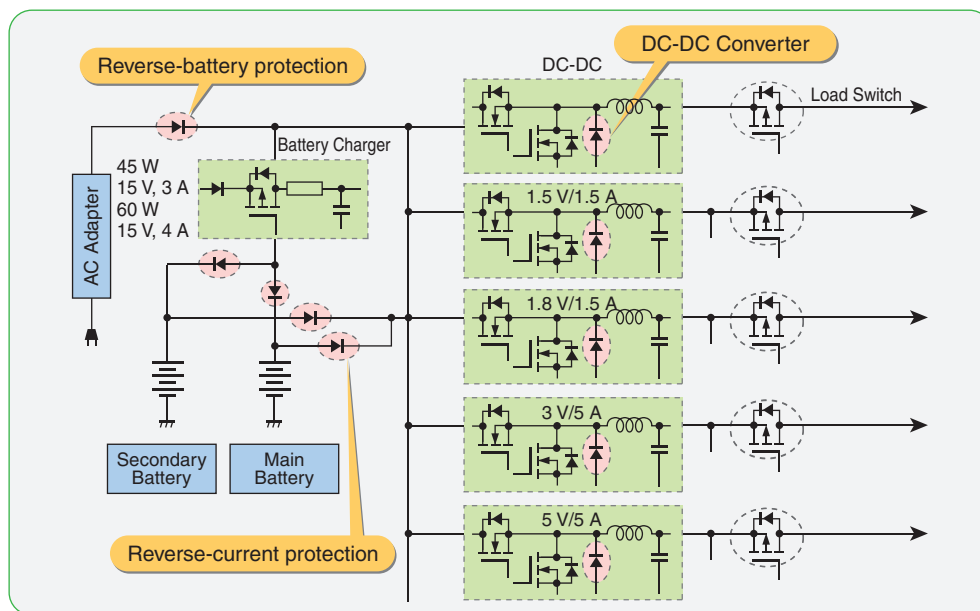 Reverse-battery protection
DC-DC Converter
DC-DC
Load Switch
Battery Charger
45 W
15 V, 3 A
60 W
15 V, 4 A
AC Adapter
1.5 V/1.5 A
1.8 V/1.5 A
3 V/5 A
5 V/5 A
Secondary
Battery
Main
Battery
Reverse-current protection